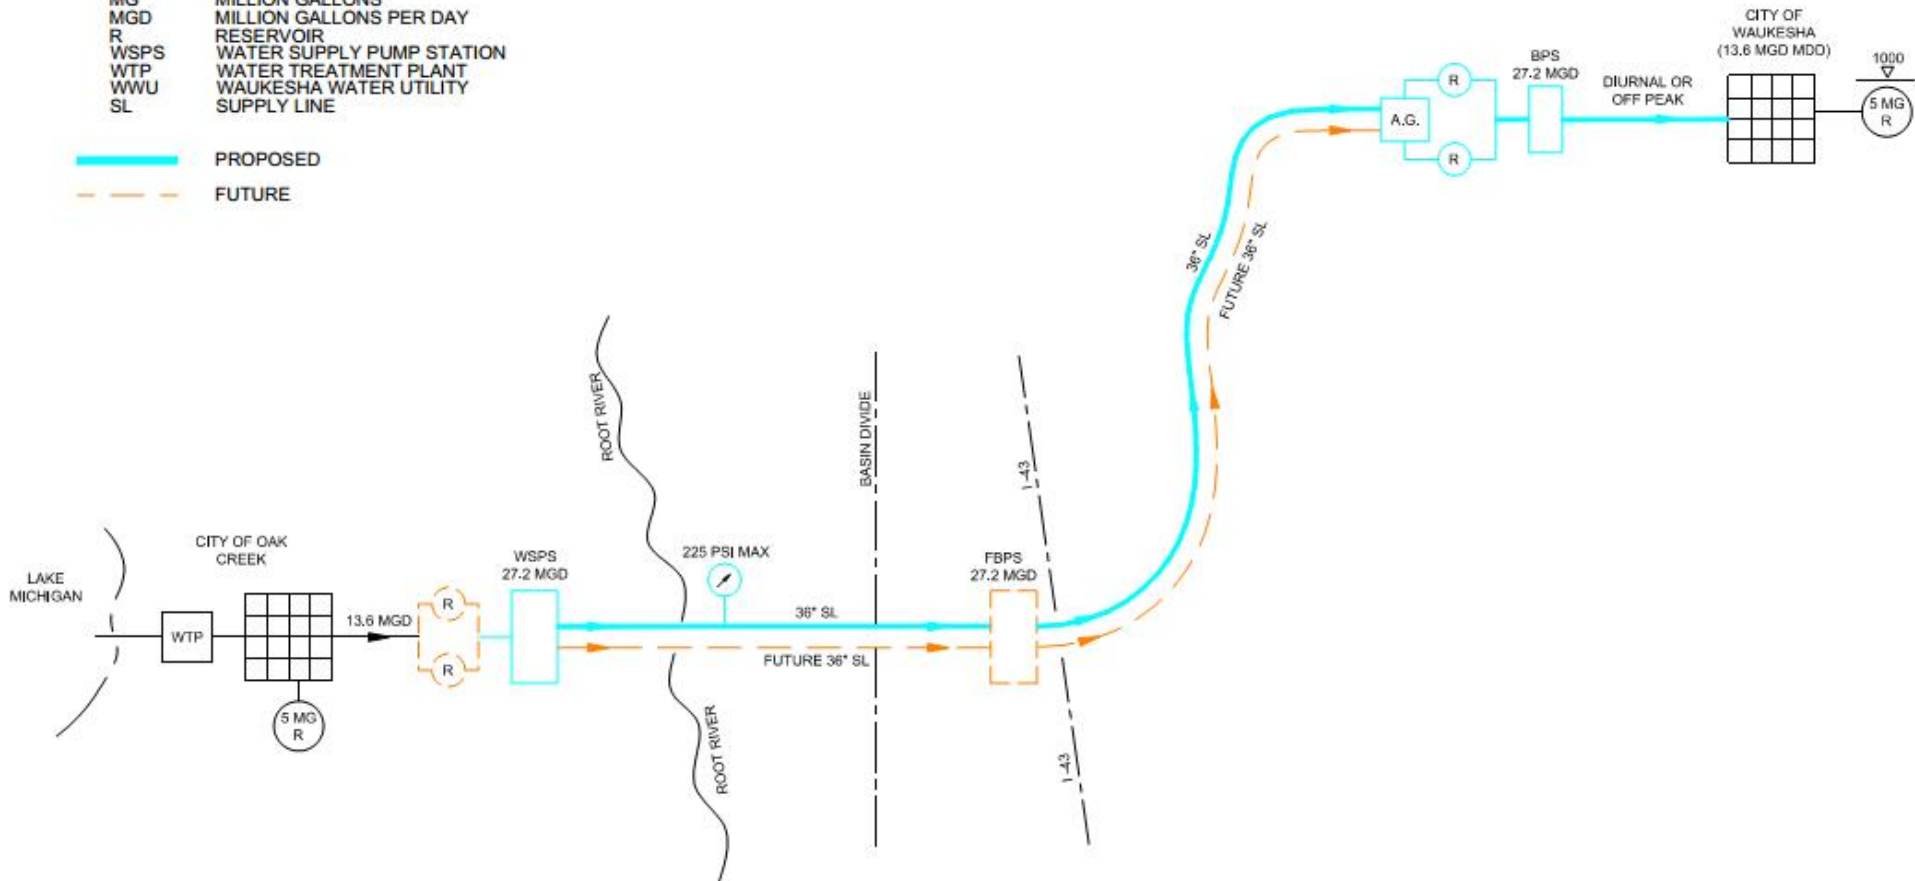 MG MILLION GALLONS
MGD MILLION GALLONS PER DAY
R RESERVOIR
WSPS WATER SUPPLY PUMP STATION
WTP WATER TREATMENT PLANT
WWU WAUKESHA WATER UTILITY
SL SUPPLY LINE
PROPOSED
FUTURE
CITY OF
WAUKESHA
(13.6 MGD MDD)
1000
5 MG
R
BPS
27.2 MGD
DIURNAL OR
OFF PEAK
R
A.G.
R
36" SL
FUTURE 36" SL
ROOT RIVER
BASIN DIVIDE
I-43
CITY OF OAK
CREEK
LAKE
MICHIGAN
WTP
13.6 MGD
R
R
5 MG
R
WSPS
27.2 MGD
225 PSI MAX
36" SL
FUTURE 36" SL
FBPS
27.2 MGD
ROOT RIVER
I-43